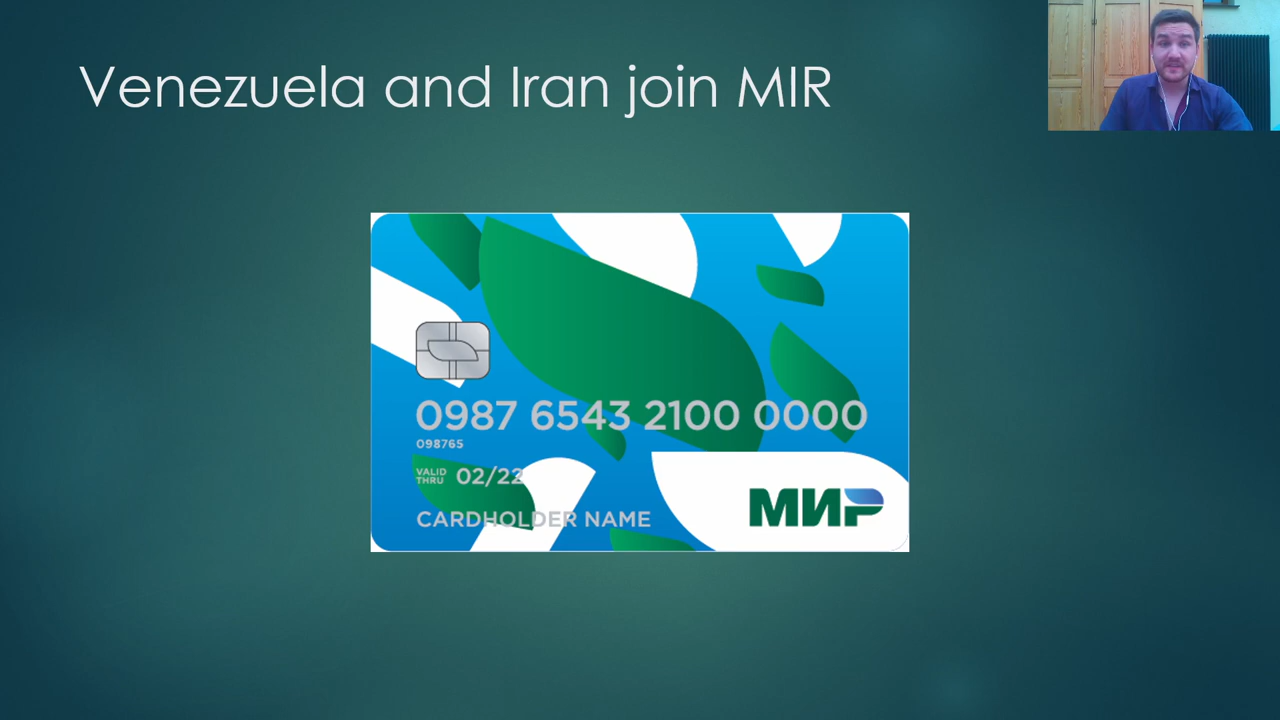 Venezuela and Iran join MIR
0987 6543 2100 0000
098765
VALID
THRU
02/22
CARDHOLDER NAME
МИР